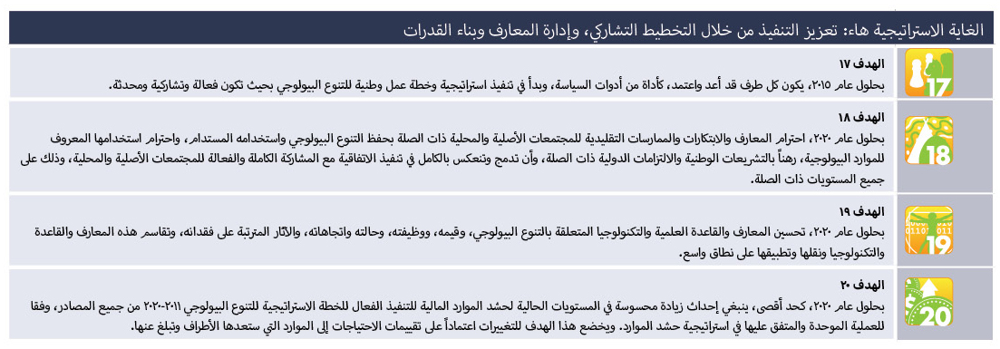 الغاية الاستراتيجية هاء: تعزيز التنفيذ من خلال التخطيط التشاركي، وإدارة المعارف وبناء القدرات
17
الهدف ١٧
بحلول عام ٢٠١٥، يكون كل طرف قد أعد واعتمد، كأداة من أدوات السياسة، وبدأ في تنفيذ استراتيجية وخطة عمل وطنية للتنوع البيولوجي بحيث تكون فعالة وتشاركية ومحدثة.
18
الهدف ١٨
بحلول عام ٢٠٢٠، احترام المعارف والابتكارات والممارسات التقليدية للمجتمعات الأصلية والمحلية ذات الصلة بحفظ التنوع البيولوجي واستخدامه المستدام، واحترام استخدامها المعروف
للموارد البيولوجية، رهناً بالتشريعات الوطنية والالتزامات الدولية ذات الصلة، وأن تدمج وتنعكس بالكامل في تنفيذ الاتفاقية مع المشاركة الكاملة والفعالة للمجتمعات الأصلية والمحلية، وذلك على
جميع المستويات ذات الصلة.
19
الهدف ١٩
بحلول عام ٢٠٢٠، تحسين المعارف والقاعدة العلمية والتكنولوجيا المتعلقة بالتنوع البيولوجي، وقيمه، ووظيفته، وحالته واتجاهاته، والآثار المترتبة على فقدانه، وتقاسم هذه المعارف والقاعدة
والتكنولوجيا ونقلها وتطبيقها على نطاق واسع.
20
الهدف ٢٠
بحلول عام ٢٠٢٠، كحد أقصى، ينبغي إحداث زيادة محسوسة في المستويات الحالية لحشد الموارد المالية للتنفيذ الفعال للخطة الاستراتيجية للتنوع البيولوجي ٢٠١١-٢٠٢٠ من جميع المصادر، وفقا
للعملية الموحدة والمتفق عليها في استراتيجية حشد الموارد. ويخضع هذا الهدف للتغييرات اعتماداً على تقييمات الاحتياجات إلى الموارد التي ستعدها الأطراف وتبلغ عنها.